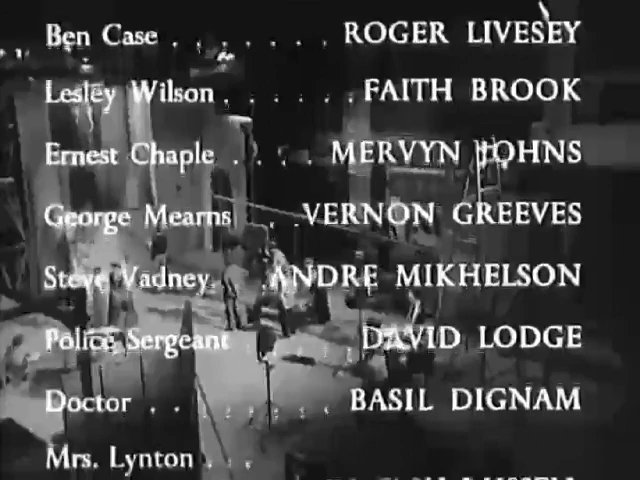 Ben Case . . . . . . ROGER LIVESEY
Lesley Wilson . . . . . FAITH BROOK
Ernest Chaple . . . . MERVYN JOHNS
George Mearns . . VERNON GREEVES
Steve Vadney. . ANDRE MIKHELSON
Police Sergeant . . . . DAVID LODGE
Doctor . . . . . . . BASIL DIGNAM
Mrs. Lynton . . .